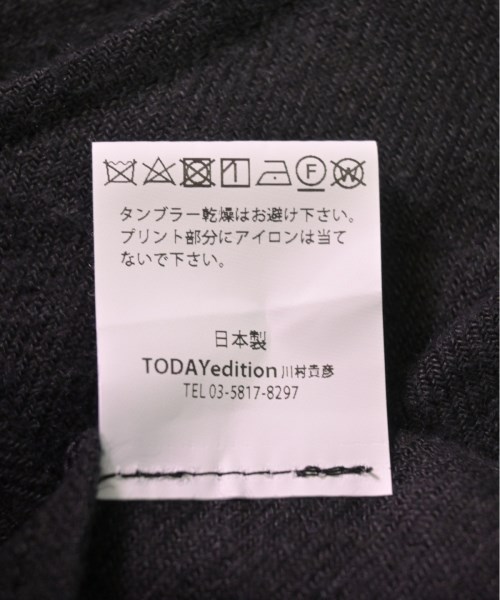 タンブラー乾燥はお避け下さい。
プリント部分にアイロンは当て
ないで下さい。
日本製
TODAYedition 川村貴彦
TEL 03-5817-8297